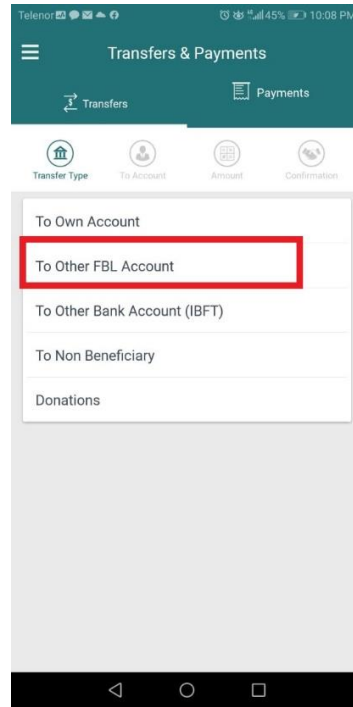 Telenor 45% 10:08 PM
Transfers & Payments
Transfers Payments
Transfer Type To Account Amount Confirmation
To Own Account
To Other FBL Account
To Other Bank Account (IBFT)
To Non Beneficiary
Donations